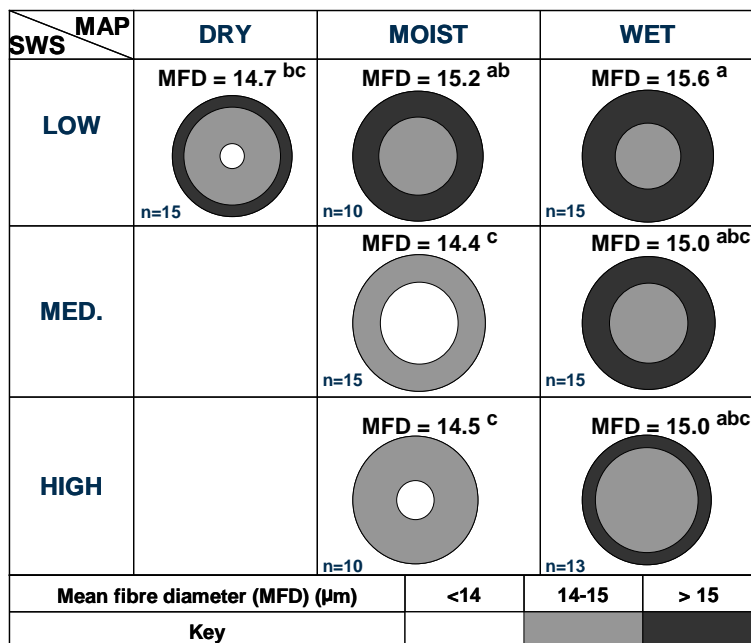 MAP
SWS
DRY
MOIST
WET
LOW
MFD = 14.7 bc
n=15
MFD = 15.2 ab
n=10
MFD = 15.6 a
n=15
MED.
MFD = 14.4 c
n=15
MFD = 15.0 abc
n=15
HIGH
MFD = 14.5 c
n=10
MFD = 15.0 abc
n=13
Mean fibre diameter (MFD) (µm)
<14
14-15
> 15
Key